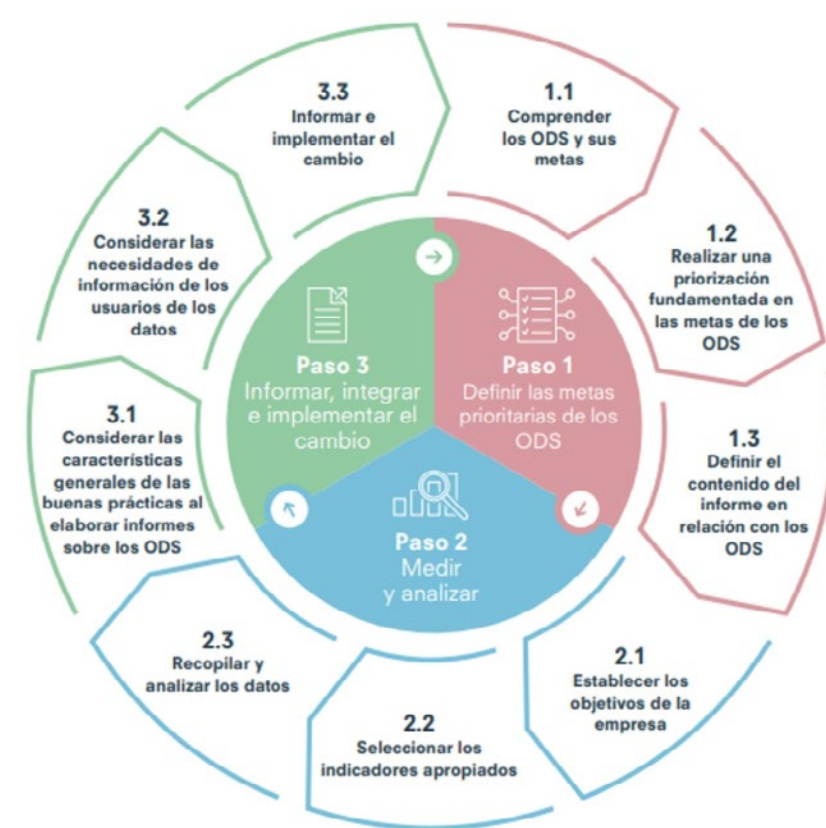 3.3
Informar e
implementar el
cambio
1.1
Comprender
los ODS y sus
metas
3.2
Considerar las
necesidades de
información de los
usuarios de los
datos
1.2
Realizar una
priorización
fundamentada en
las metas de los
ODS
Paso 3
Informar, integrar
e implementar el
cambio
Paso 1
Definir las metas
prioritarias de los
ODS
3.1
Considerar las
características
generales de las
buenas prácticas al
elaborar informes
sobre los ODS
1.3
Definir el
contenido del
informe en
relación con los
ODS
Paso 2
Medir
y analizar
2.3
Recopilar y
analizar los datos
2.1
Establecer los
objetivos de la
empresa
2.2
Seleccionar los
indicadores apropiados